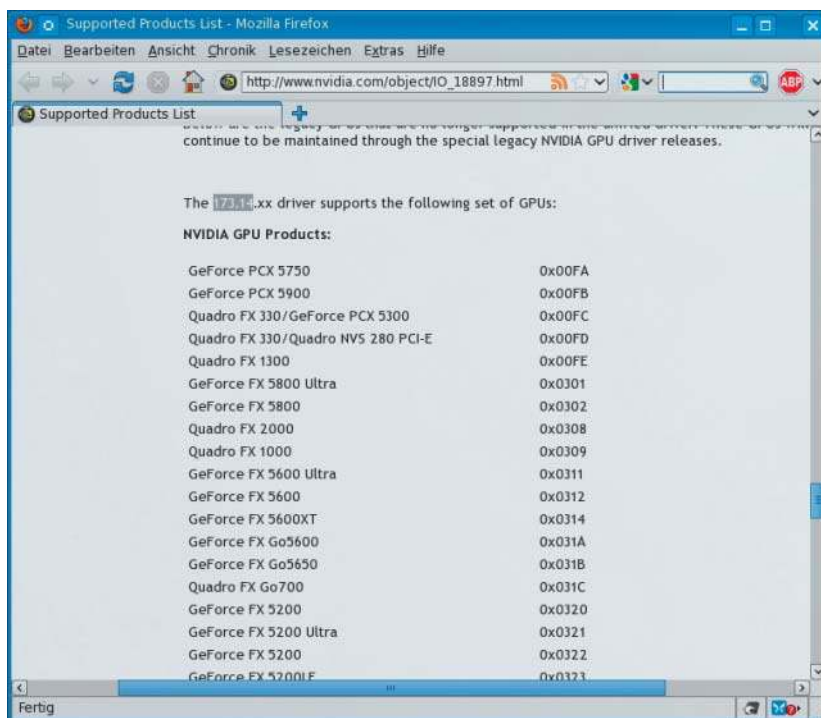 Supported Products List - Mozilla Firefox
Datei Bearbeiten Ansicht Chronik Lesezeichen Extras Hilfe
http://www.nvidia.com/object/IO_18897.html
ABP
Supported Products List
continue to be maintained through the special legacy NVIDIA GPU driver releases.
The 173.14.xx driver supports the following set of GPUs:
NVIDIA GPU Products:
GeForce PCX 5750 0x00FA
GeForce PCX 5900 0x00FB
Quadro FX 330/GeForce PCX 5300 0x00FC
Quadro FX 330/Quadro NVS 280 PCI-E 0x00FD
Quadro FX 1300 0x00FE
GeForce FX 5800 Ultra 0x0301
GeForce FX 5800 0x0302
Quadro FX 2000 0x0308
Quadro FX 1000 0x0309
GeForce FX 5600 Ultra 0x0311
GeForce FX 5600 0x0312
GeForce FX 5600XT 0x0314
GeForce FX Go5600 0x031A
GeForce FX Go5650 0x031B
Quadro FX Go700 0x031C
GeForce FX 5200 0x0320
GeForce FX 5200 Ultra 0x0321
GeForce FX 5200 0x0322
GeForce FX 5200LE 0x0323
Fertig